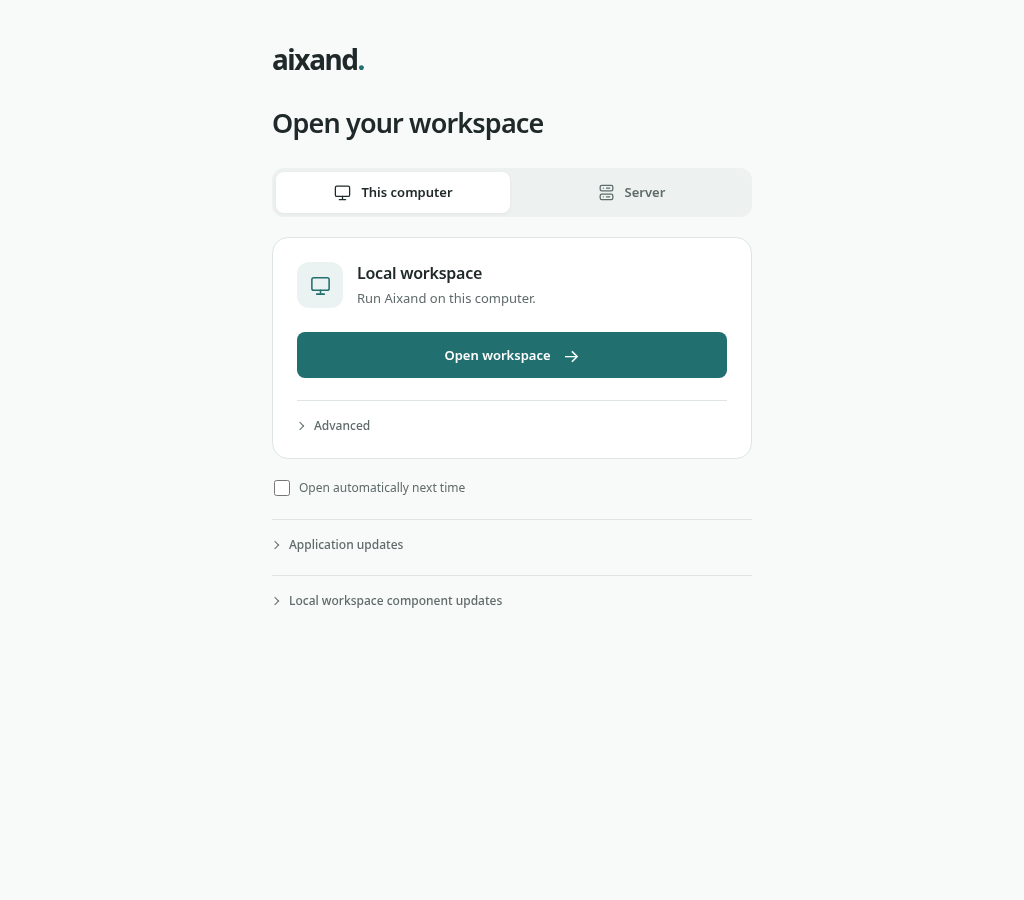 aixand.
Open your workspace
This computer
Server
Local workspace
Run Aixand on this computer.
Open workspace
Advanced
Open automatically next time
Application updates
Local workspace component updates